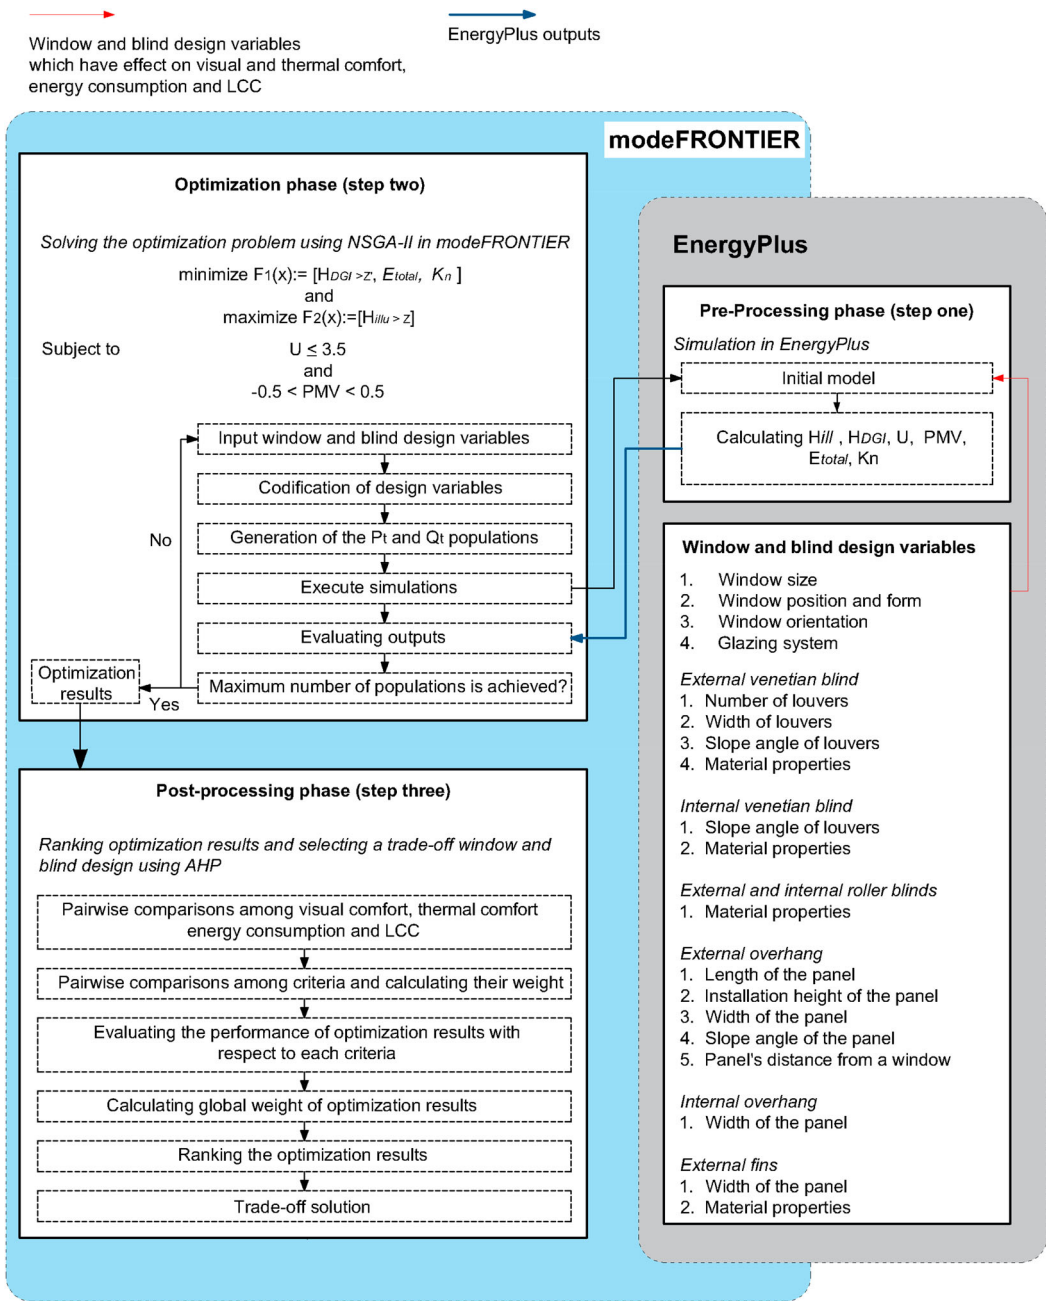 Window and blind design variables
which have effect on visual and thermal comfort,
energy consumption and LCC
EnergyPlus outputs
modeFRONTIER
Optimization phase (step two)
Solving the optimization problem using NSGA-II in modeFRONTIER
minimize F1(x):= [HDGI >Z', Etotal, Kn ]
and
maximize F2(x):=[Hillu > Z]
Subject to
U ≤ 3.5
and
-0.5 < PMV < 0.5
Input window and blind design variables
Codification of design variables
Generation of the Pt and Qt populations
No
Execute simulations
Evaluating outputs
Maximum number of populations is achieved?
Yes
Optimization
results
Post-processing phase (step three)
Ranking optimization results and selecting a trade-off window and
blind design using AHP
Pairwise comparisons among visual comfort, thermal comfort
energy consumption and LCC
Pairwise comparisons among criteria and calculating their weight
Evaluating the performance of optimization results with
respect to each criteria
Calculating global weight of optimization results
Ranking the optimization results
Trade-off solution
EnergyPlus
Pre-Processing phase (step one)
Simulation in EnergyPlus
Initial model
Calculating Hill , HDGI, U, PMV,
Etotal, Kn
Window and blind design variables
1. Window size
2. Window position and form
3. Window orientation
4. Glazing system
External venetian blind
1. Number of louvers
2. Width of louvers
3. Slope angle of louvers
4. Material properties
Internal venetian blind
1. Slope angle of louvers
2. Material properties
External and internal roller blinds
1. Material properties
External overhang
1. Length of the panel
2. Installation height of the panel
3. Width of the panel
4. Slope angle of the panel
5. Panel's distance from a window
Internal overhang
1. Width of the panel
External fins
1. Width of the panel
2. Material properties